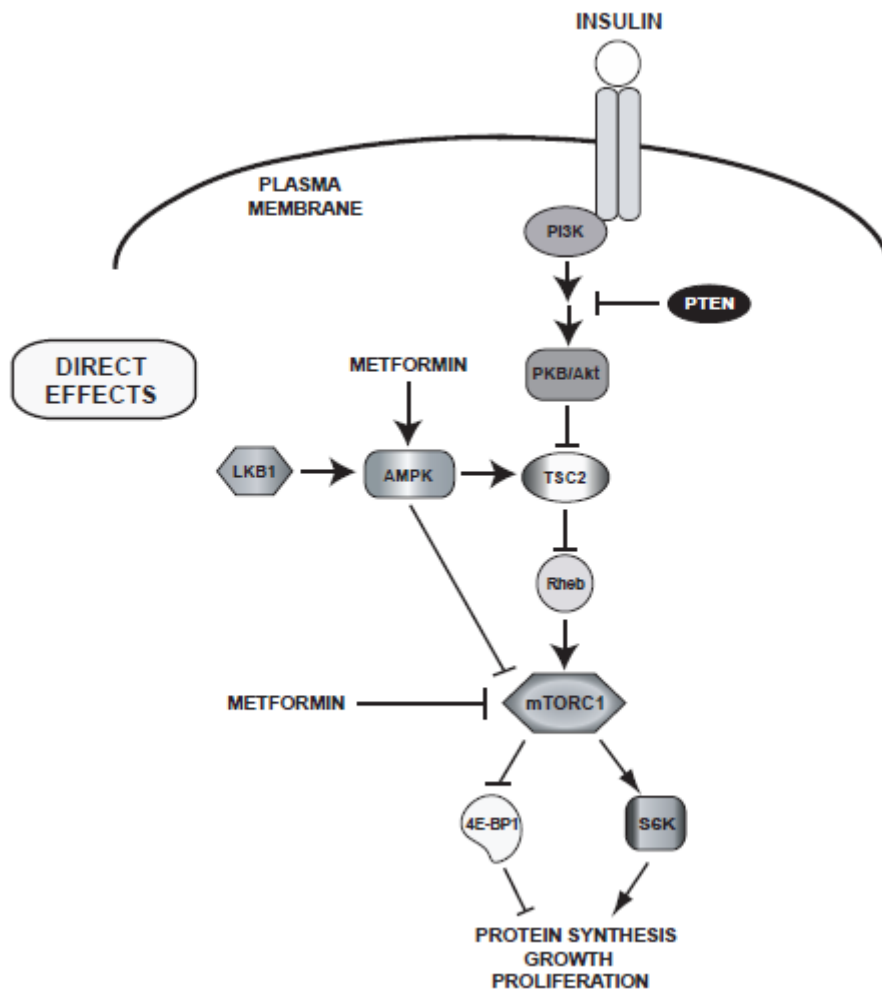 INSULIN
PLASMA
MEMBRANE
PI3K
PTEN
DIRECT
EFFECTS
METFORMIN
PKB/Akt
LKB1
AMPK
TSC2
Rheb
METFORMIN
mTORC1
4E-BP1
S6K
PROTEIN SYNTHESIS
GROWTH
PROLIFERATION